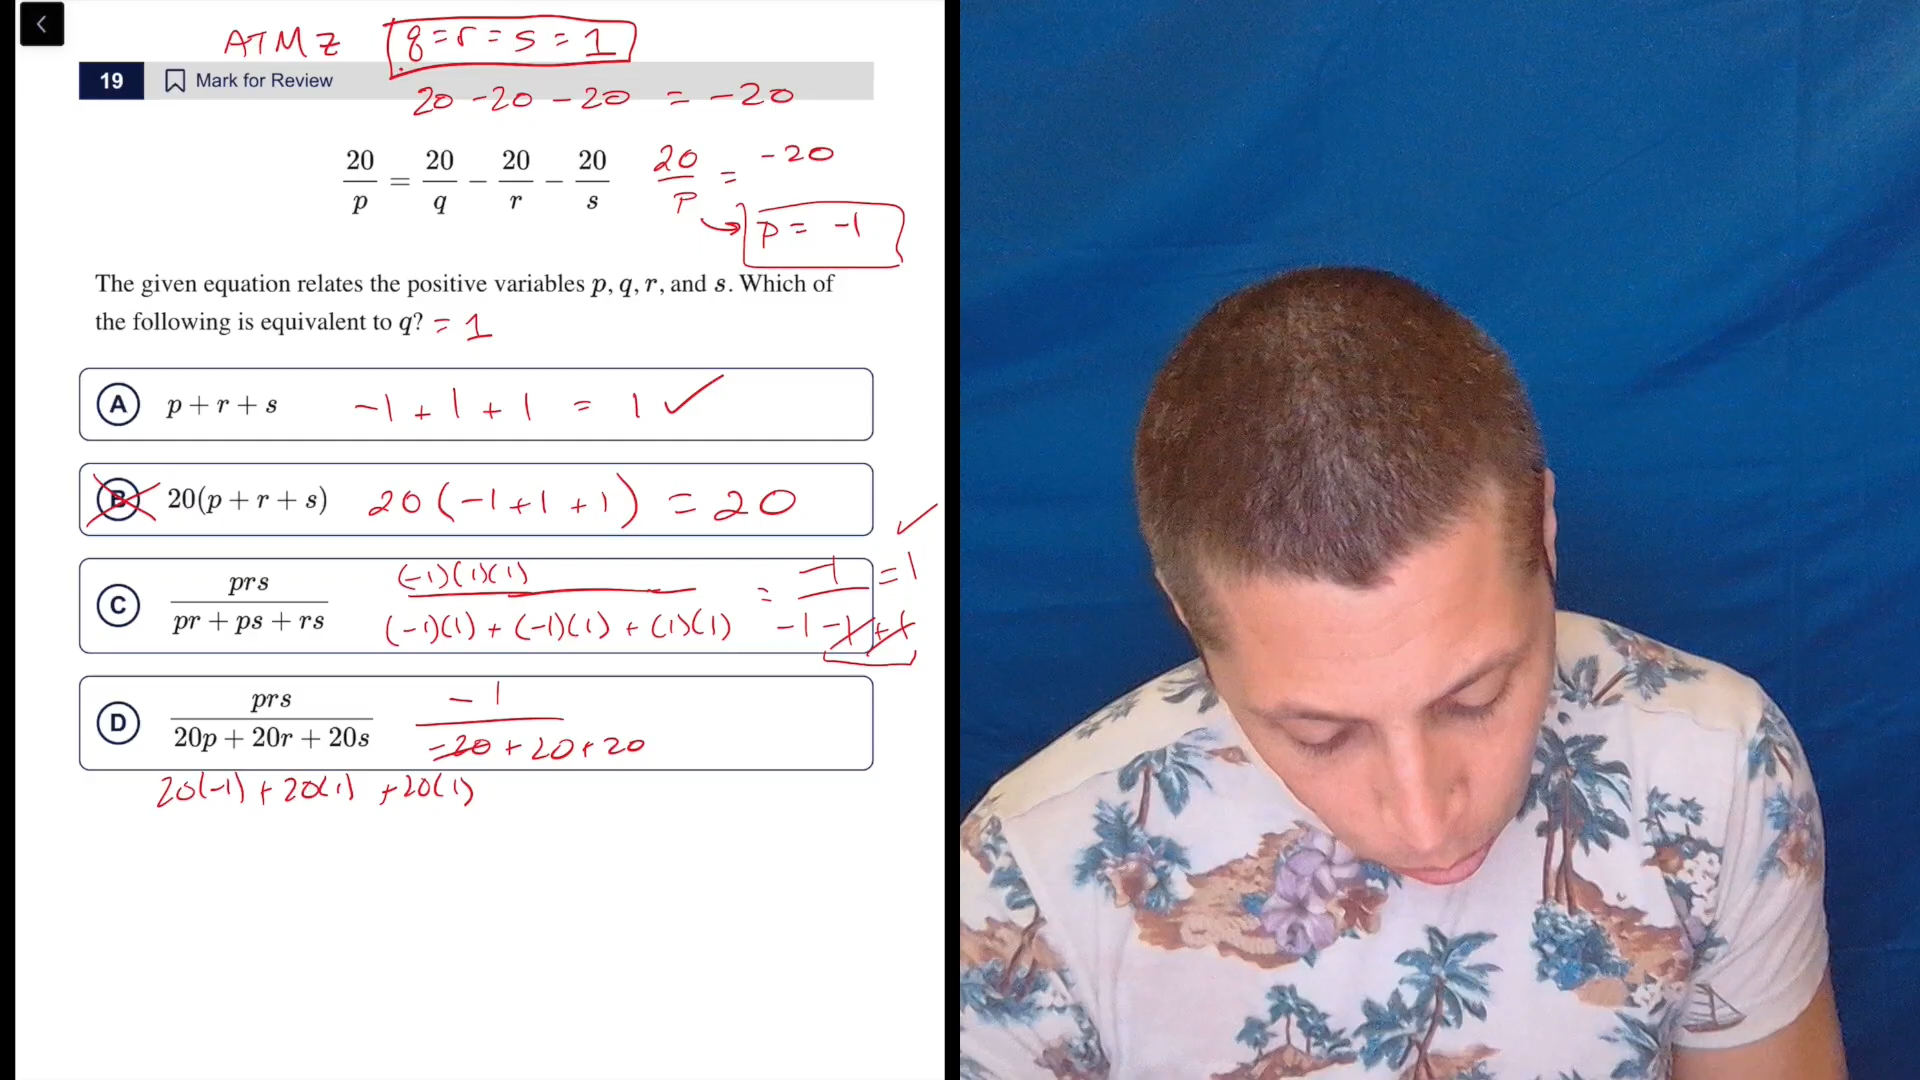 ATMZ q = r = s = 1
19 Mark for Review
20 - 20 - 20 = -20
20/p = 20/q − 20/r − 20/s 20/P = -20
p = -1
The given equation relates the positive variables p, q, r, and s. Which of
the following is equivalent to q? = 1
A p + r + s -1 + 1 + 1 = 1 ✓
B 20(p + r + s) 20(-1+1+1) = 20
C prs/(pr + ps + rs) (-1)(1)(1)/((-1)(1) + (-1)(1) + (1)(1)) = -1/(-1 -1 +1) = 1 ✓
D prs/(20p + 20r + 20s) -1/(-20 + 20 + 20)
20(-1) + 20(1) + 20(1)